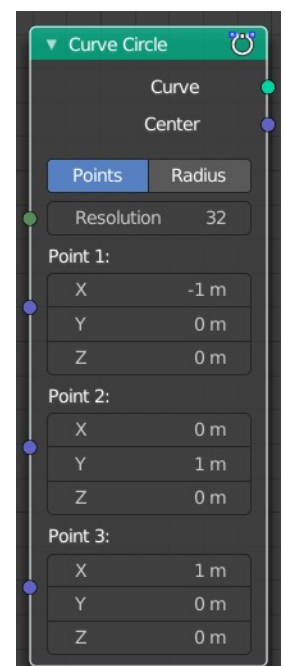 Curve Circle
Curve
Center
Points Radius
Resolution 32
Point 1:
X -1 m
Y 0 m
Z 0 m
Point 2:
X 0 m
Y 1 m
Z 0 m
Point 3:
X 1 m
Y 0 m
Z 0 m